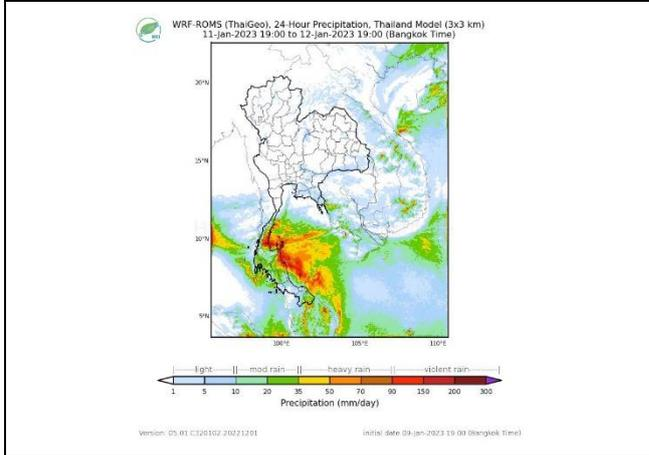 WRF-ROMS (ThaiGeo), 24-Hour Precipitation, Thailand Model (3x3 km)
11-Jan-2023 19:00 to 12-Jan-2023 19:00 (Bangkok Time)
HII
20°N
15°N
10°N
5°N
100°E 105°E 110°E
light || mod rain || heavy rain || violent rain |
1 5 10 20 35 50 70 90 150 200 300
Precipitation (mm/day)
Version: 05.01.C320102.20221201 initial date 09-Jan-2023 19:00 (Bangkok Time)